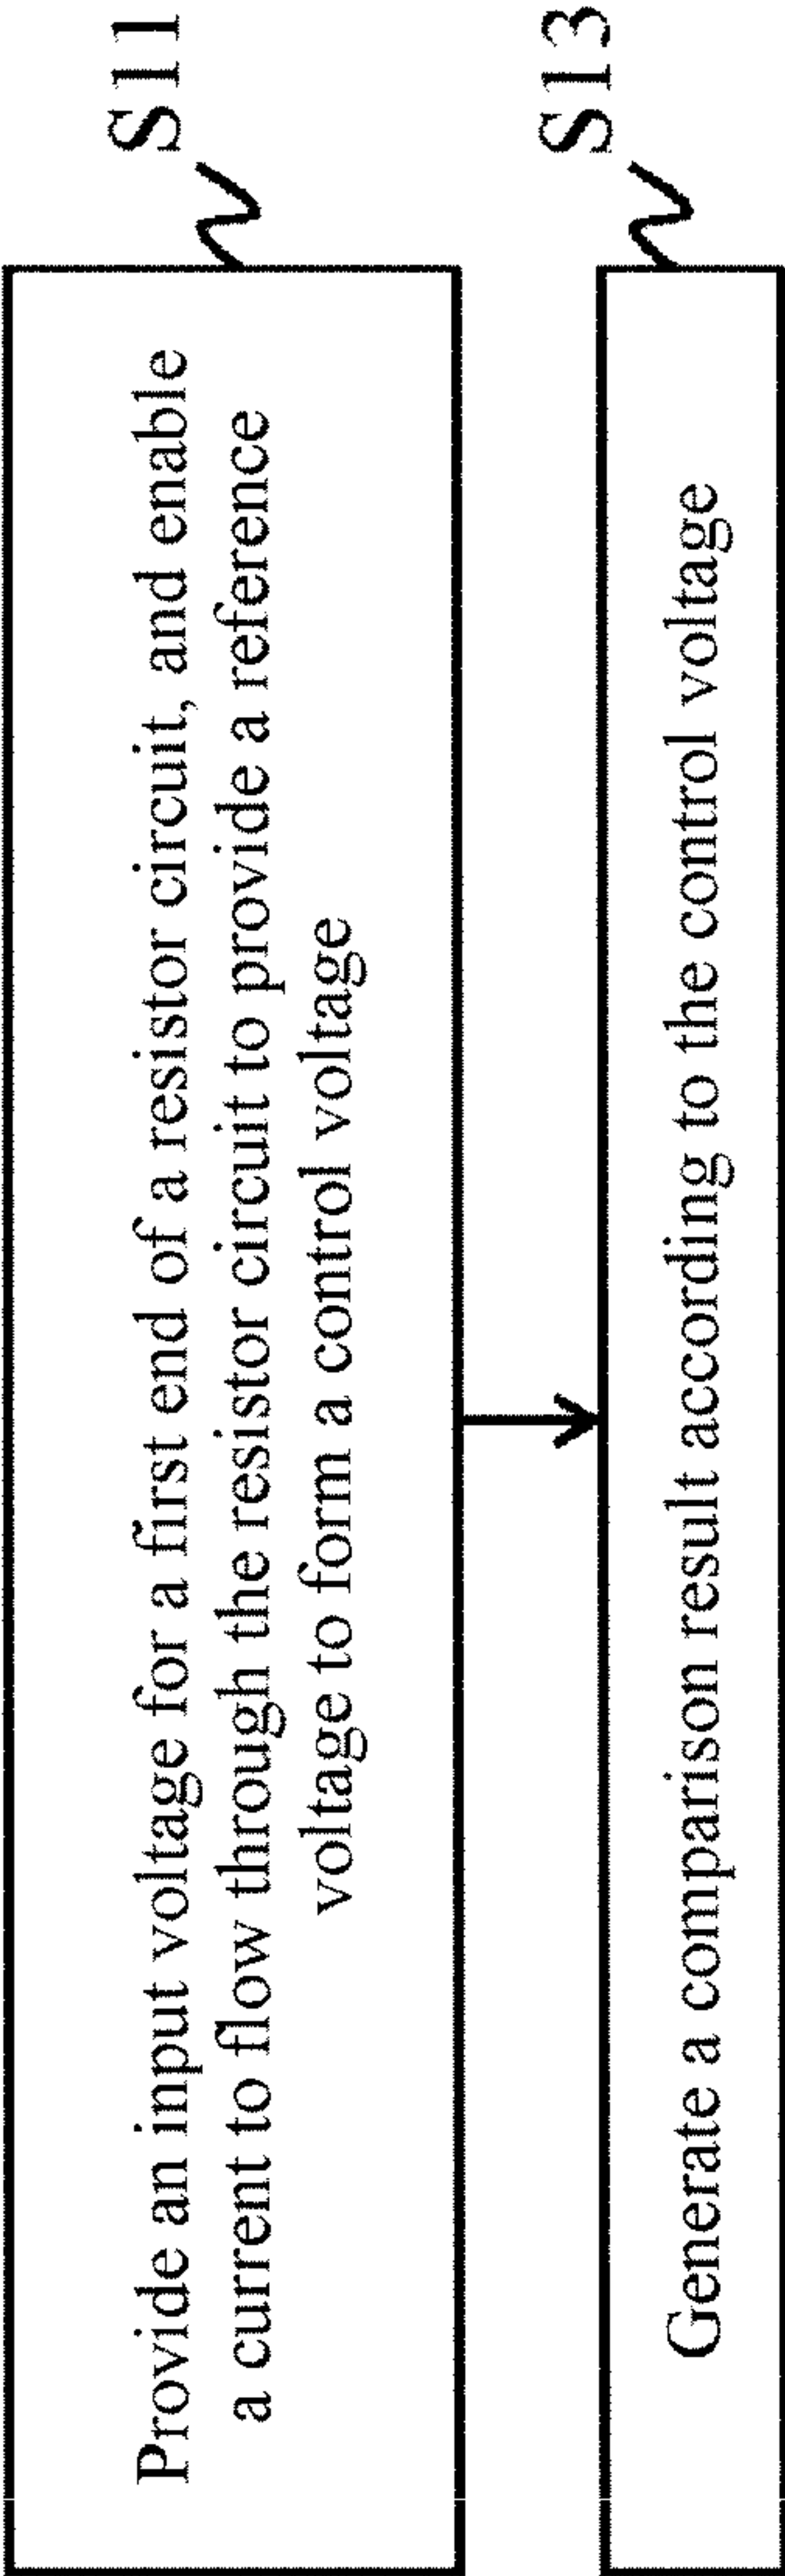 Provide an input voltage for a first end of a resistor circuit, and enable
a current to flow through the resistor circuit to provide a reference
voltage to form a control voltage
S11
Generate a comparison result according to the control voltage
S13